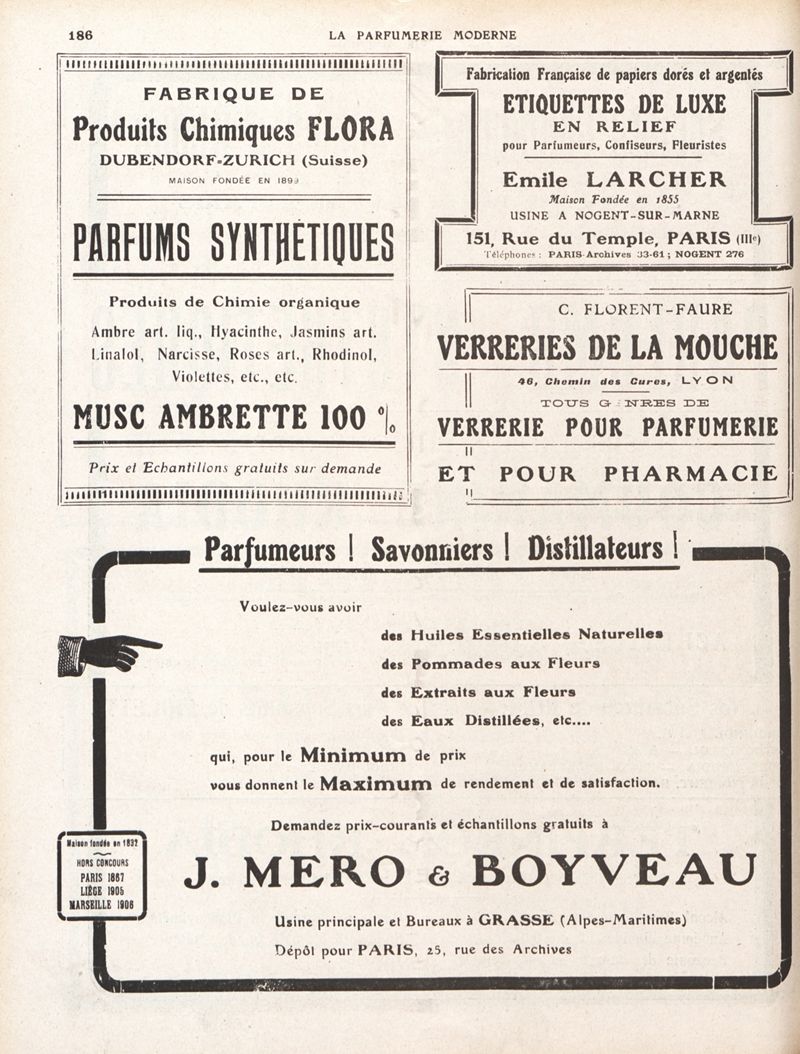 186
LA PARFUMERIE MODERNE
FABRIQUE DE
Produits Chimiques FLORA
DUBENDORF-ZURICH (Suisse)
MAISON FONDÉE EN
PARFUMS SYNTHÉTIQUES
Produits de Chimie organique
Ambre art. liq., Hyacinthe, Jasmins art.
Linalol, Narcisse, Roses art., Rhodinol,
Violettes, etc., etc.
MUSC AMBRETTE 100 %
Prix et Echantillons gratuits sur demande
Fabrication Française de papiers dorés et argentés
ETIQUETTES DE LUXE
EN RELIEF
pour Parfumeurs, Confiseurs, Fleuristes
Emile LARCHER
Maison Fondée en 1855
USINE A NOGENT-SUR-MARNE
151, Rue du Temple, PARIS (IIIe)
Téléphones : PARIS-Archives 33-61 ; NOGENT 276
C. FLORENT-FAURE
VERRERIES DE LA MOUCHE
46, Chemin des Cures, LYON
TOUS G NRES DE
VERRERIE POUR PARFUMERIE
ET POUR PHARMACIE
Parfumeurs ! Savonniers ! Distillateurs !
Voulez-vous avoir
des Huiles Essentielles Naturelles
des Pommades aux Fleurs
des Extraits aux Fleurs
des Eaux Distillées, etc....
qui, pour le Minimum de prix
vous donnent le Maximum de rendement et de satisfaction.
Demandez prix-courants et échantillons gratuits à
J. MERO & BOYVEAU
Usine principale et Bureaux à GRASSE (Alpes-Maritimes)
Dépôt pour PARIS, 25, rue des Archives
Maison fondée en 1832
HORS CONCOURS
PARIS 1867
LIÈGE 1905
MARSEILLE 1906